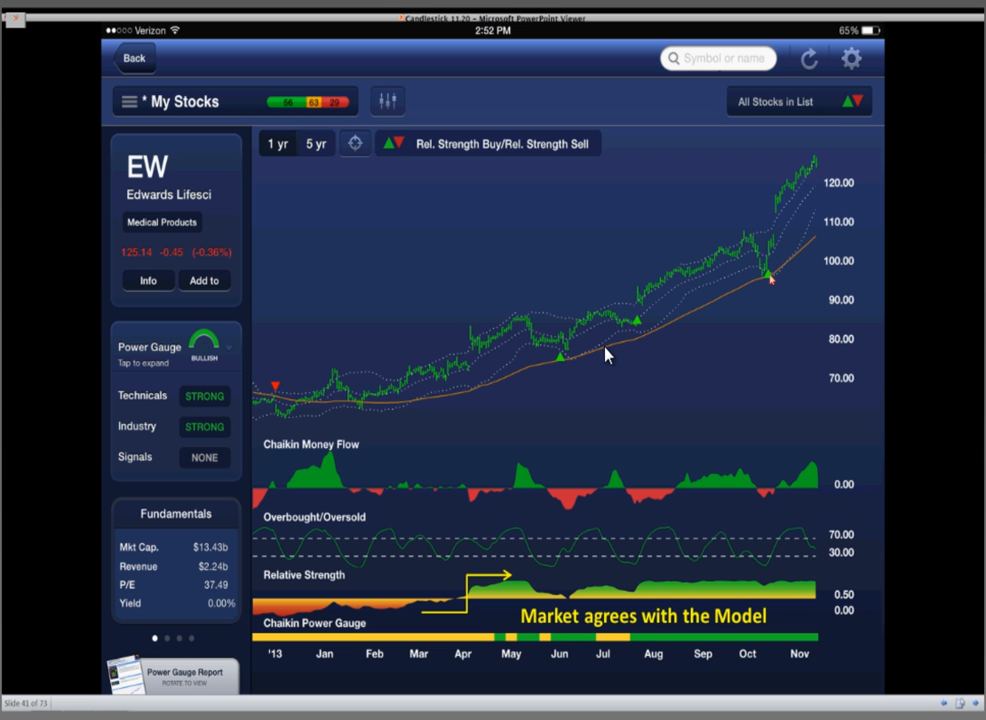 Candlestick 11.20 - Microsoft PowerPoint Viewer
Verizon
2:52 PM
65%
Back
Symbol or name
* My Stocks
56 63 29
All Stocks in List
1 yr 5 yr
Rel. Strength Buy/Rel. Strength Sell
EW
Edwards Lifesci
Medical Products
125.14 -0.45 (-0.36%)
Info Add to
Power Gauge
Tap to expand
BULLISH
Technicals STRONG
Industry STRONG
Signals NONE
Fundamentals
Mkt Cap. $13.43b
Revenue $2.24b
P/E 37.49
Yield 0.00%
Power Gauge Report
ROTATE TO VIEW
120.00
110.00
100.00
90.00
80.00
70.00
Chaikin Money Flow
0.00
Overbought/Oversold
70.00
30.00
Relative Strength
0.50
0.00
Market agrees with the Model
Chaikin Power Gauge
'13 Jan Feb Mar Apr May Jun Jul Aug Sep Oct Nov
Slide 41 of 73